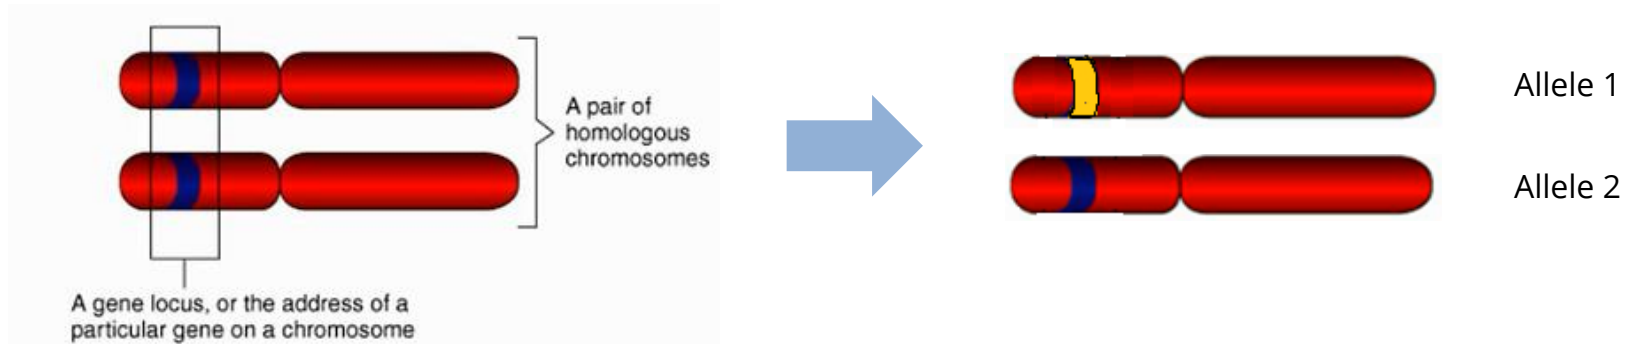 A pair of
homologous
chromosomes
A gene locus, or the address of a
particular gene on a chromosome
Allele 1
Allele 2